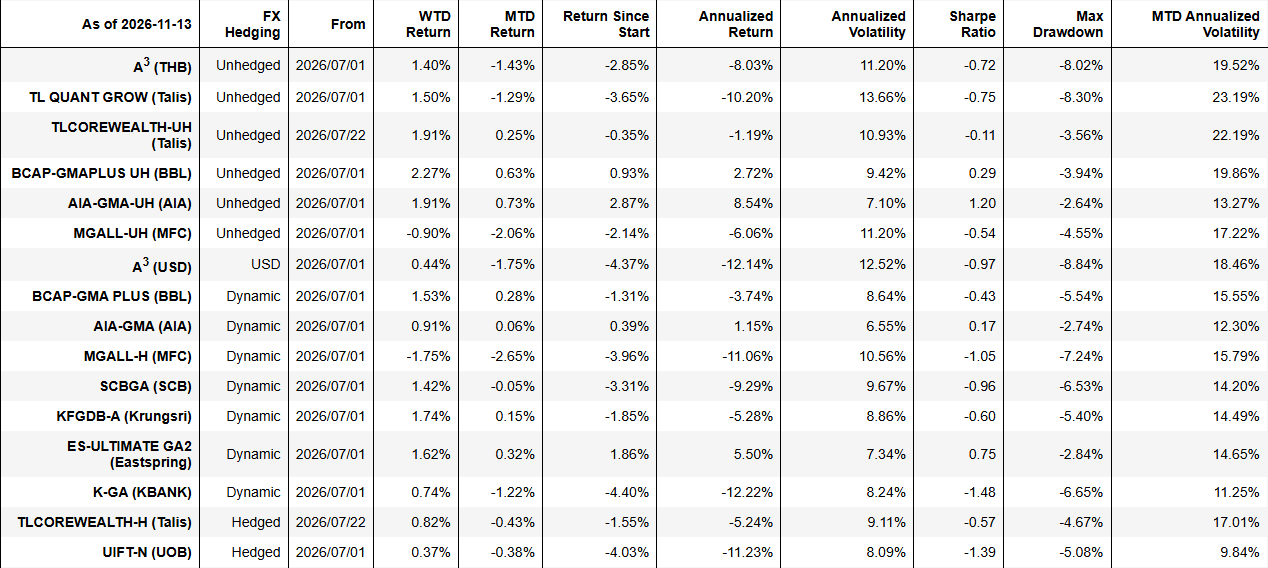 As of 2026-11-13 | FX Hedging | From | WTD Return | MTD Return | Return Since Start | Annualized Return | Annualized Volatility | Sharpe Ratio | Max Drawdown | MTD Annualized Volatility
A³ (THB) | Unhedged | 2026/07/01 | 1.40% | -1.43% | -2.85% | -8.03% | 11.20% | -0.72 | -8.02% | 19.52%
TL QUANT GROW (Talis) | Unhedged | 2026/07/01 | 1.50% | -1.29% | -3.65% | -10.20% | 13.66% | -0.75 | -8.30% | 23.19%
TLCOREWEALTH-UH (Talis) | Unhedged | 2026/07/22 | 1.91% | 0.25% | -0.35% | -1.19% | 10.93% | -0.11 | -3.56% | 22.19%
BCAP-GMAPLUS UH (BBL) | Unhedged | 2026/07/01 | 2.27% | 0.63% | 0.93% | 2.72% | 9.42% | 0.29 | -3.94% | 19.86%
AIA-GMA-UH (AIA) | Unhedged | 2026/07/01 | 1.91% | 0.73% | 2.87% | 8.54% | 7.10% | 1.20 | -2.64% | 13.27%
MGALL-UH (MFC) | Unhedged | 2026/07/01 | -0.90% | -2.06% | -2.14% | -6.06% | 11.20% | -0.54 | -4.55% | 17.22%
A³ (USD) | USD | 2026/07/01 | 0.44% | -1.75% | -4.37% | -12.14% | 12.52% | -0.97 | -8.84% | 18.46%
BCAP-GMA PLUS (BBL) | Dynamic | 2026/07/01 | 1.53% | 0.28% | -1.31% | -3.74% | 8.64% | -0.43 | -5.54% | 15.55%
AIA-GMA (AIA) | Dynamic | 2026/07/01 | 0.91% | 0.06% | 0.39% | 1.15% | 6.55% | 0.17 | -2.74% | 12.30%
MGALL-H (MFC) | Dynamic | 2026/07/01 | -1.75% | -2.65% | -3.96% | -11.06% | 10.56% | -1.05 | -7.24% | 15.79%
SCBGA (SCB) | Dynamic | 2026/07/01 | 1.42% | -0.05% | -3.31% | -9.29% | 9.67% | -0.96 | -6.53% | 14.20%
KFGDB-A (Krungsri) | Dynamic | 2026/07/01 | 1.74% | 0.15% | -1.85% | -5.28% | 8.86% | -0.60 | -5.40% | 14.49%
ES-ULTIMATE GA2 (Eastspring) | Dynamic | 2026/07/01 | 1.62% | 0.32% | 1.86% | 5.50% | 7.34% | 0.75 | -2.84% | 14.65%
K-GA (KBANK) | Dynamic | 2026/07/01 | 0.74% | -1.22% | -4.40% | -12.22% | 8.24% | -1.48 | -6.65% | 11.25%
TLCOREWEALTH-H (Talis) | Hedged | 2026/07/22 | 0.82% | -0.43% | -1.55% | -5.24% | 9.11% | -0.57 | -4.67% | 17.01%
UIFT-N (UOB) | Hedged | 2026/07/01 | 0.37% | -0.38% | -4.03% | -11.23% | 8.09% | -1.39 | -5.08% | 9.84%